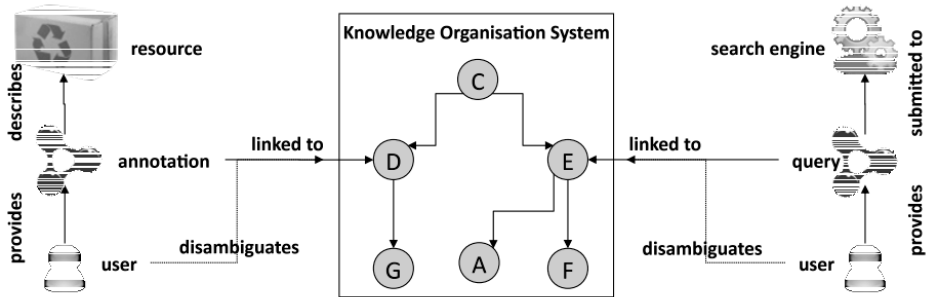 Knowledge Organisation System
resource
search engine
describes
submitted to
C
annotation
linked to
D
E
linked to
query
provides
provides
user
disambiguates
G
A
F
disambiguates
user